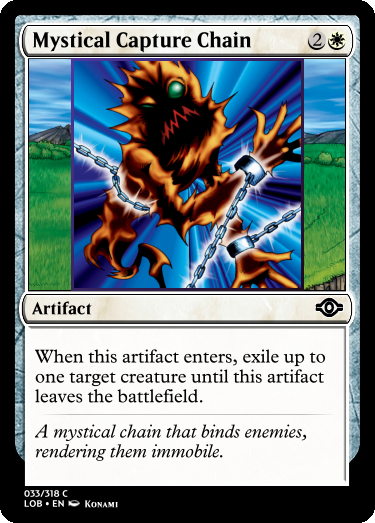 Mystical Capture Chain 2
Artifact
When this artifact enters, exile up to
one target creature until this artifact
leaves the battlefield.
A mystical chain that binds enemies,
rendering them immobile.
033/318 C
LOB • EN Konami